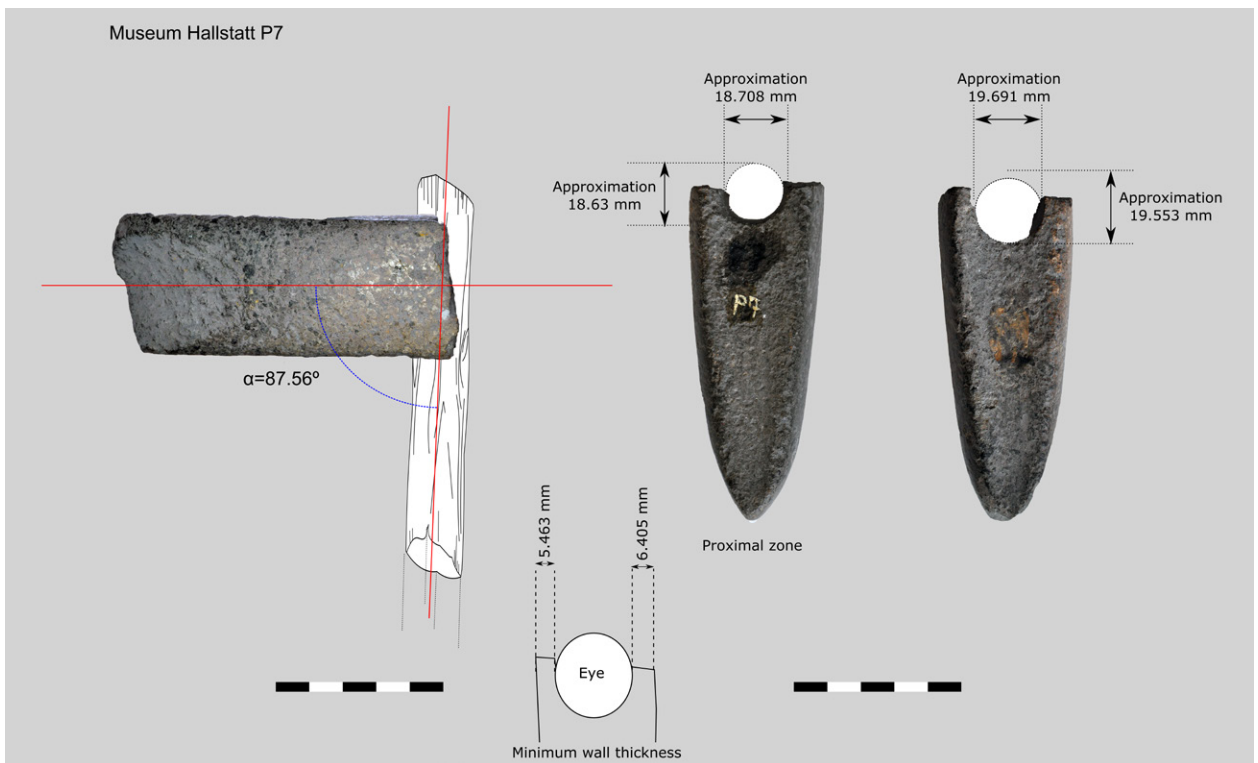 Museum Hallstatt P7
Approximation
18.708 mm
Approximation
19.691 mm
Approximation
18.63 mm
Approximation
19.553 mm
P7.
α=87.56º
Proximal zone
5.463 mm
6.405 mm
Eye
Minimum wall thickness